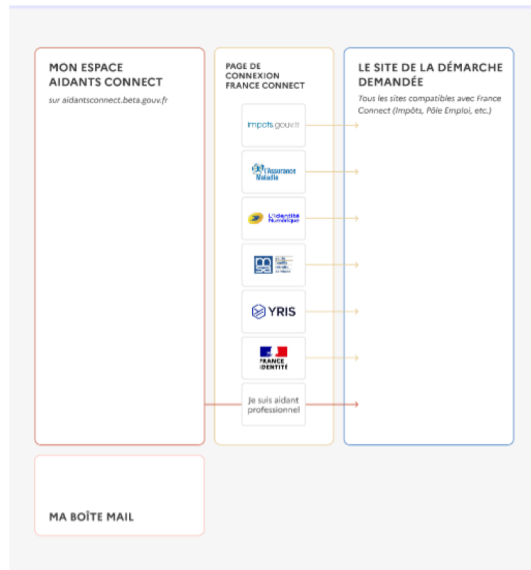 MON ESPACE
AIDANTS CONNECT
sur aidantsconnect.beta.gouv.fr
PAGE DE
CONNEXION
FRANCE CONNECT
impots.gouv.fr
l'Assurance
Maladie
L'Identité
Numérique
YRIS
FRANCE
IDENTITÉ
Je suis aidant
professionnel
LE SITE DE LA DÉMARCHE
DEMANDÉE
Tous les sites compatibles avec France
Connect (Impôts, Pôle Emploi, etc.)
MA BOÎTE MAIL